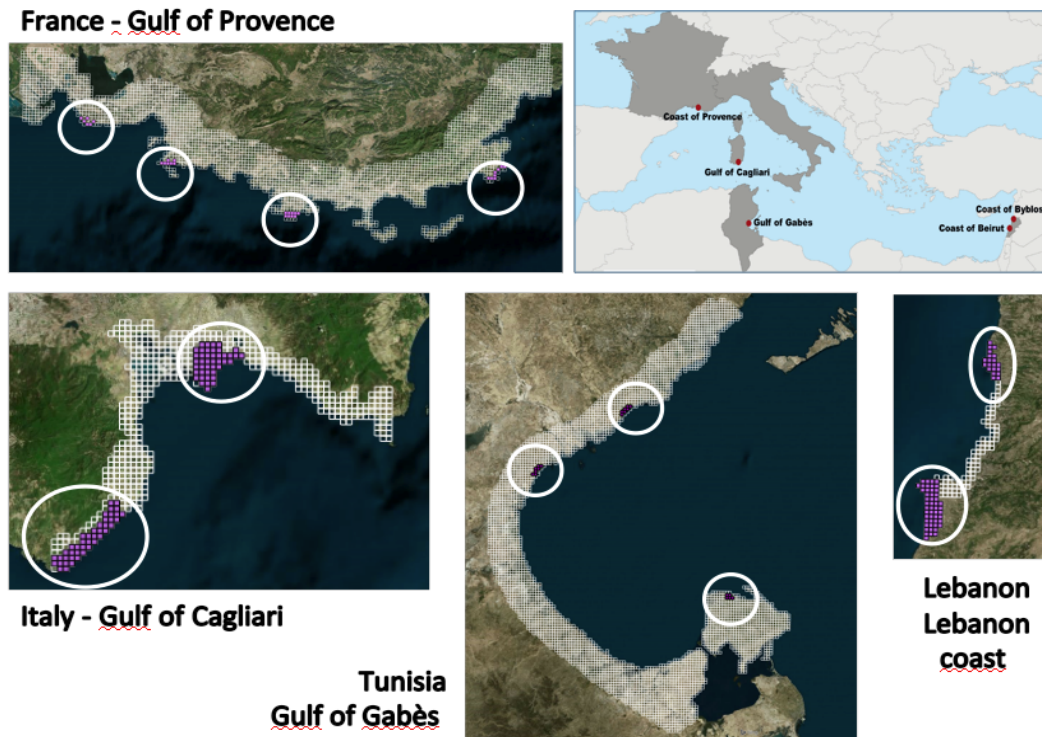 France - Gulf of Provence
Coast of Provence
Gulf of Cagliari
Gulf of Gabès
Coast of Byblos
Coast of Beirut
Italy - Gulf of Cagliari
Tunisia
Gulf of Gabès
Lebanon
Lebanon
coast